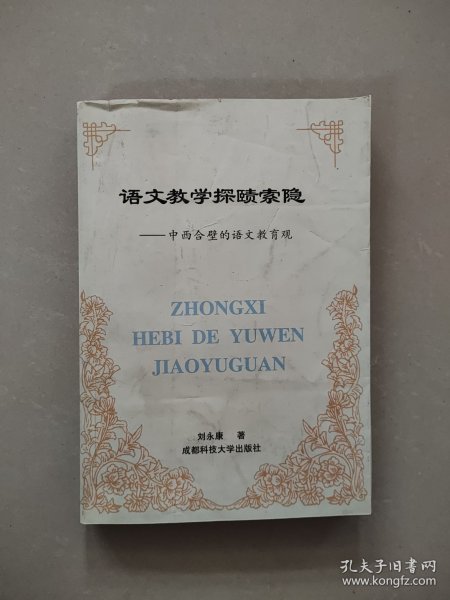 语文教学探赜索隐
——中西合壁的语文教育观
ZHONGXI
HEBI DE YUWEN
JIAOYUGUAN
刘永康 著
成都科技大学出版社
孔夫子旧书网
www.kongfz.com